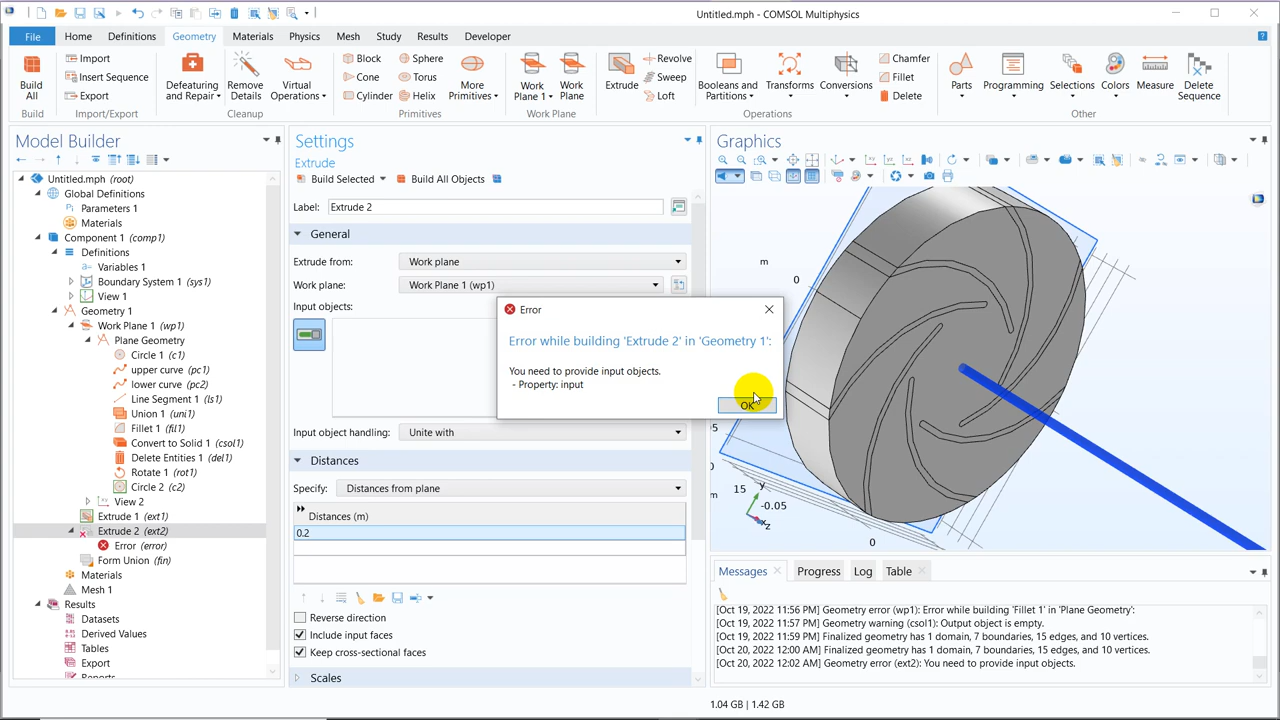 Untitled.mph - COMSOL Multiphysics
File Home Definitions Geometry Materials Physics Mesh Study Results Developer
Build All
Import
Insert Sequence
Export
Defeaturing and Repair
Remove Details
Virtual Operations
Block
Cone
Cylinder
Sphere
Torus
Helix
More Primitives
Work Plane 1
Work Plane
Extrude
Revolve
Sweep
Loft
Booleans and Partitions
Transforms
Conversions
Chamfer
Fillet
Delete
Parts
Programming
Selections
Colors
Measure
Delete Sequence
Build Import/Export Cleanup Primitives Work Plane Operations Other
Model Builder
Untitled.mph (root)
Global Definitions
Parameters 1
Materials
Component 1 (comp1)
Definitions
Variables 1
Boundary System 1 (sys1)
View 1
Geometry 1
Work Plane 1 (wp1)
Plane Geometry
Circle 1 (c1)
upper curve (pc1)
lower curve (pc2)
Line Segment 1 (ls1)
Union 1 (uni1)
Fillet 1 (fil1)
Convert to Solid 1 (csol1)
Delete Entities 1 (del1)
Rotate 1 (rot1)
Circle 2 (c2)
View 2
Extrude 1 (ext1)
Extrude 2 (ext2)
Error (error)
Form Union (fin)
Materials
Mesh 1
Results
Datasets
Derived Values
Tables
Export
Reports
Settings
Extrude
Build Selected Build All Objects
Label: Extrude 2
General
Extrude from: Work plane
Work plane: Work Plane 1 (wp1)
Input objects:
Input object handling: Unite with
Distances
Specify: Distances from plane
Distances (m)
0.2
Reverse direction
Include input faces
Keep cross-sectional faces
Scales
Error
Error while building 'Extrude 2' in 'Geometry 1':
You need to provide input objects.
- Property: input
OK
Graphics
m
0
m
15
-0.05
y
x
z
0
Messages Progress Log Table
[Oct 19, 2022 11:56 PM] Geometry error (wp1): Error while building 'Fillet 1' in 'Plane Geometry':
[Oct 19, 2022 11:57 PM] Geometry warning (csol1): Output object is empty.
[Oct 19, 2022 11:59 PM] Finalized geometry has 1 domain, 7 boundaries, 15 edges, and 10 vertices.
[Oct 20, 2022 12:00 AM] Finalized geometry has 1 domain, 7 boundaries, 15 edges, and 10 vertices.
[Oct 20, 2022 12:02 AM] Geometry error (ext2): You need to provide input objects.
1.04 GB | 1.42 GB